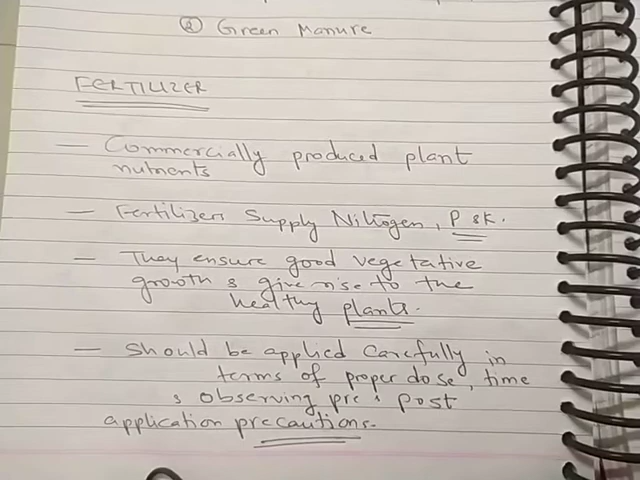 ② Green Manure
FERTILIZER
— Commercially produced plant
nutrients
— Fertilizers Supply Nitrogen, P &K.
— They ensure good vegetative
growth & give rise to the
healthy plants.
— Should be applied Carefully in
terms of proper dose, time
& observing pre & post
application precautions.